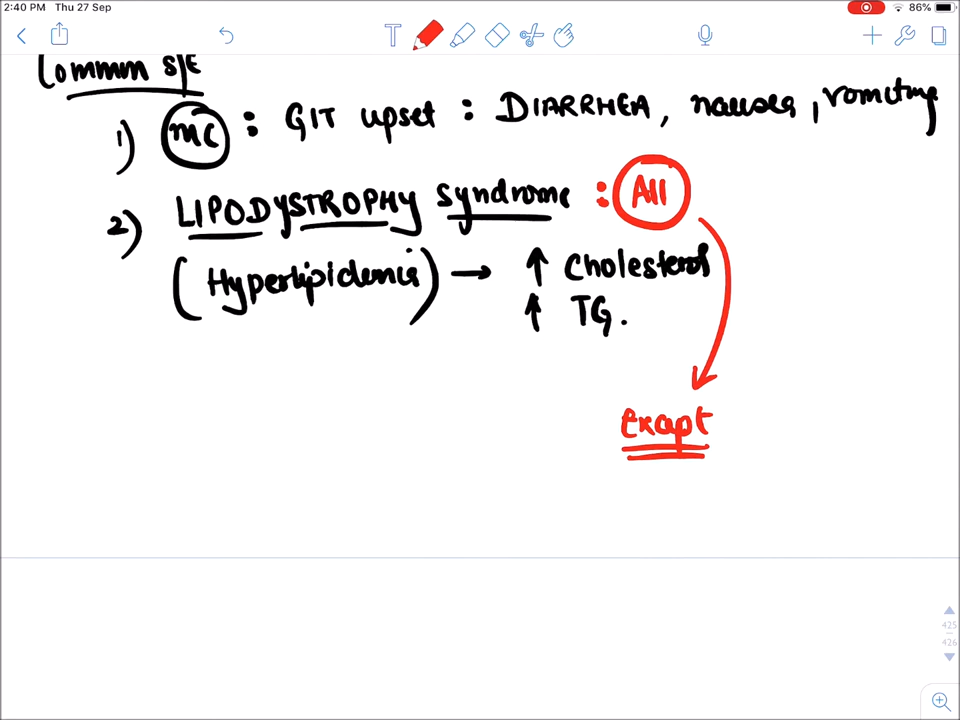 2:40 PM Thu 27 Sep 86%
T
Common S/E
1) MC : GIT upset : DIARRHEA, nausea, vomiting
2) LIPODYSTROPHY syndrome : All
(Hyperlipidemia) → ↑ Cholesterol
↑ TG.
Except
425
426